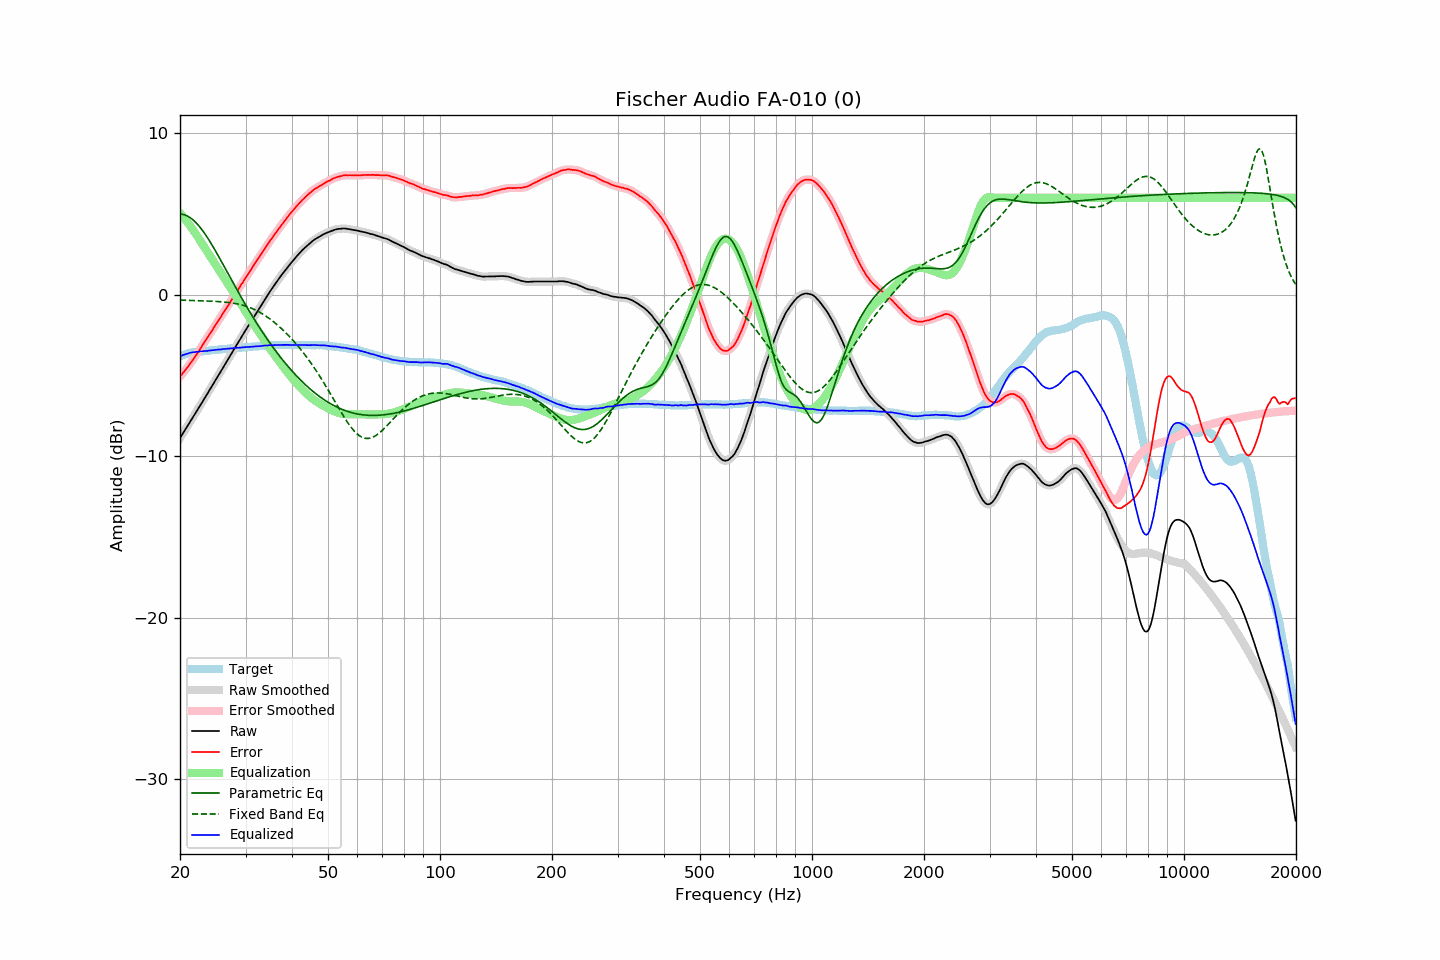 Fischer Audio FA-010 (0)
10
0
−10
−20
−30
Amplitude (dBr)
Target
Raw Smoothed
Error Smoothed
Raw
Error
Equalization
Parametric Eq
Fixed Band Eq
Equalized
20 50 100 200 500 1000 2000 5000 10000 20000
Frequency (Hz)